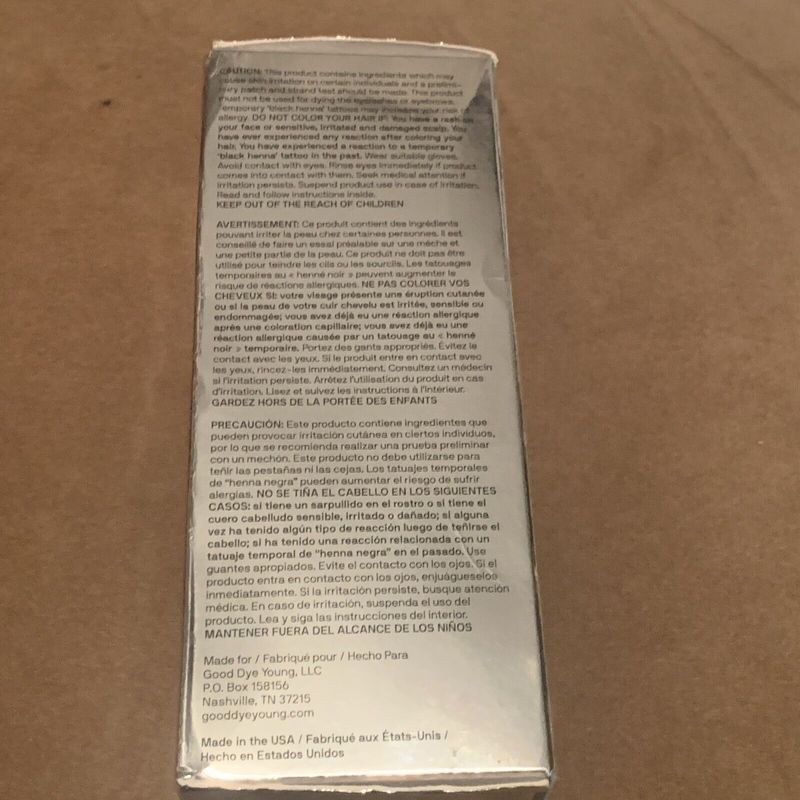 CAUTION: This product contains ingredients which may
cause skin irritation on certain individuals and a prelimi-
nary patch and strand test should be made. This product
must not be used for dying the eyelashes or eyebrows.
Temporary 'black henna' tattoos may increase your risk of
allergy. DO NOT COLOR YOUR HAIR IF: You have a rash on
your face or sensitive, irritated and damaged scalp. You
have ever experienced any reaction after coloring your
hair. You have experienced a reaction to a temporary
'black henna' tattoo in the past. Wear suitable gloves.
Avoid contact with eyes. Rinse eyes immediately if product
comes into contact with them. Seek medical attention if
irritation persists. Suspend product use in case of irritation.
Read and follow instructions inside.
KEEP OUT OF THE REACH OF CHILDREN
AVERTISSEMENT: Ce produit contient des ingrédients
pouvant irriter la peau chez certaines personnes. Il est
conseillé de faire un essai préalable sur une mèche et
une petite partie de la peau. Ce produit ne doit pas être
utilisé pour teindre les cils ou les sourcils. Les tatouages
temporaires au « henné noir » peuvent augmenter le
risque de réactions allergiques. NE PAS COLORER VOS
CHEVEUX SI: votre visage présente une éruption cutanée
ou si la peau de votre cuir chevelu est irritée, sensible ou
endommagée; vous avez déjà eu une réaction allergique
après une coloration capillaire; vous avez déjà eu une
réaction allergique causée par un tatouage au « henné
noir » temporaire. Portez des gants appropriés. Évitez le
contact avec les yeux. Si le produit entre en contact avec
les yeux, rincez-les immédiatement. Consultez un médecin
si l'irritation persiste. Arrêtez l'utilisation du produit en cas
d'irritation. Lisez et suivez les instructions à l'intérieur.
GARDEZ HORS DE LA PORTÉE DES ENFANTS
PRECAUCIÓN: Este producto contiene ingredientes que
pueden provocar irritación cutánea en ciertos individuos,
por lo que se recomienda realizar una prueba preliminar
con un mechón. Este producto no debe utilizarse para
teñir las pestañas ni las cejas. Los tatuajes temporales
de "henna negra" pueden aumentar el riesgo de sufrir
alergias. NO SE TIÑA EL CABELLO EN LOS SIGUIENTES
CASOS: si tiene un sarpullido en el rostro o si tiene el
cuero cabelludo sensible, irritado o dañado; si alguna
vez ha tenido algún tipo de reacción luego de teñirse el
cabello; si ha tenido una reacción relacionada con un
tatuaje temporal de "henna negra" en el pasado. Use
guantes apropiados. Evite el contacto con los ojos. Si el
producto entra en contacto con los ojos, enjuágueselos
inmediatamente. Si la irritación persiste, busque atención
médica. En caso de irritación, suspenda el uso del
producto. Lea y siga las instrucciones del interior.
MANTENER FUERA DEL ALCANCE DE LOS NIÑOS
Made for / Fabriqué pour / Hecho Para
Good Dye Young, LLC
P.O. Box 158156
Nashville, TN 37215
gooddyeyoung.com
Made in the USA / Fabriqué aux États-Unis /
Hecho en Estados Unidos